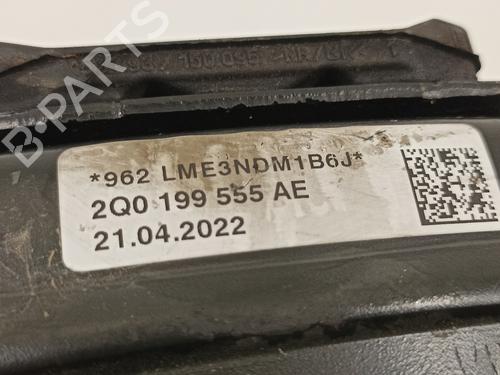 *962 LME3NDM1B6J*
2Q0 199 555 AE
21.04.2022
B-PARTS